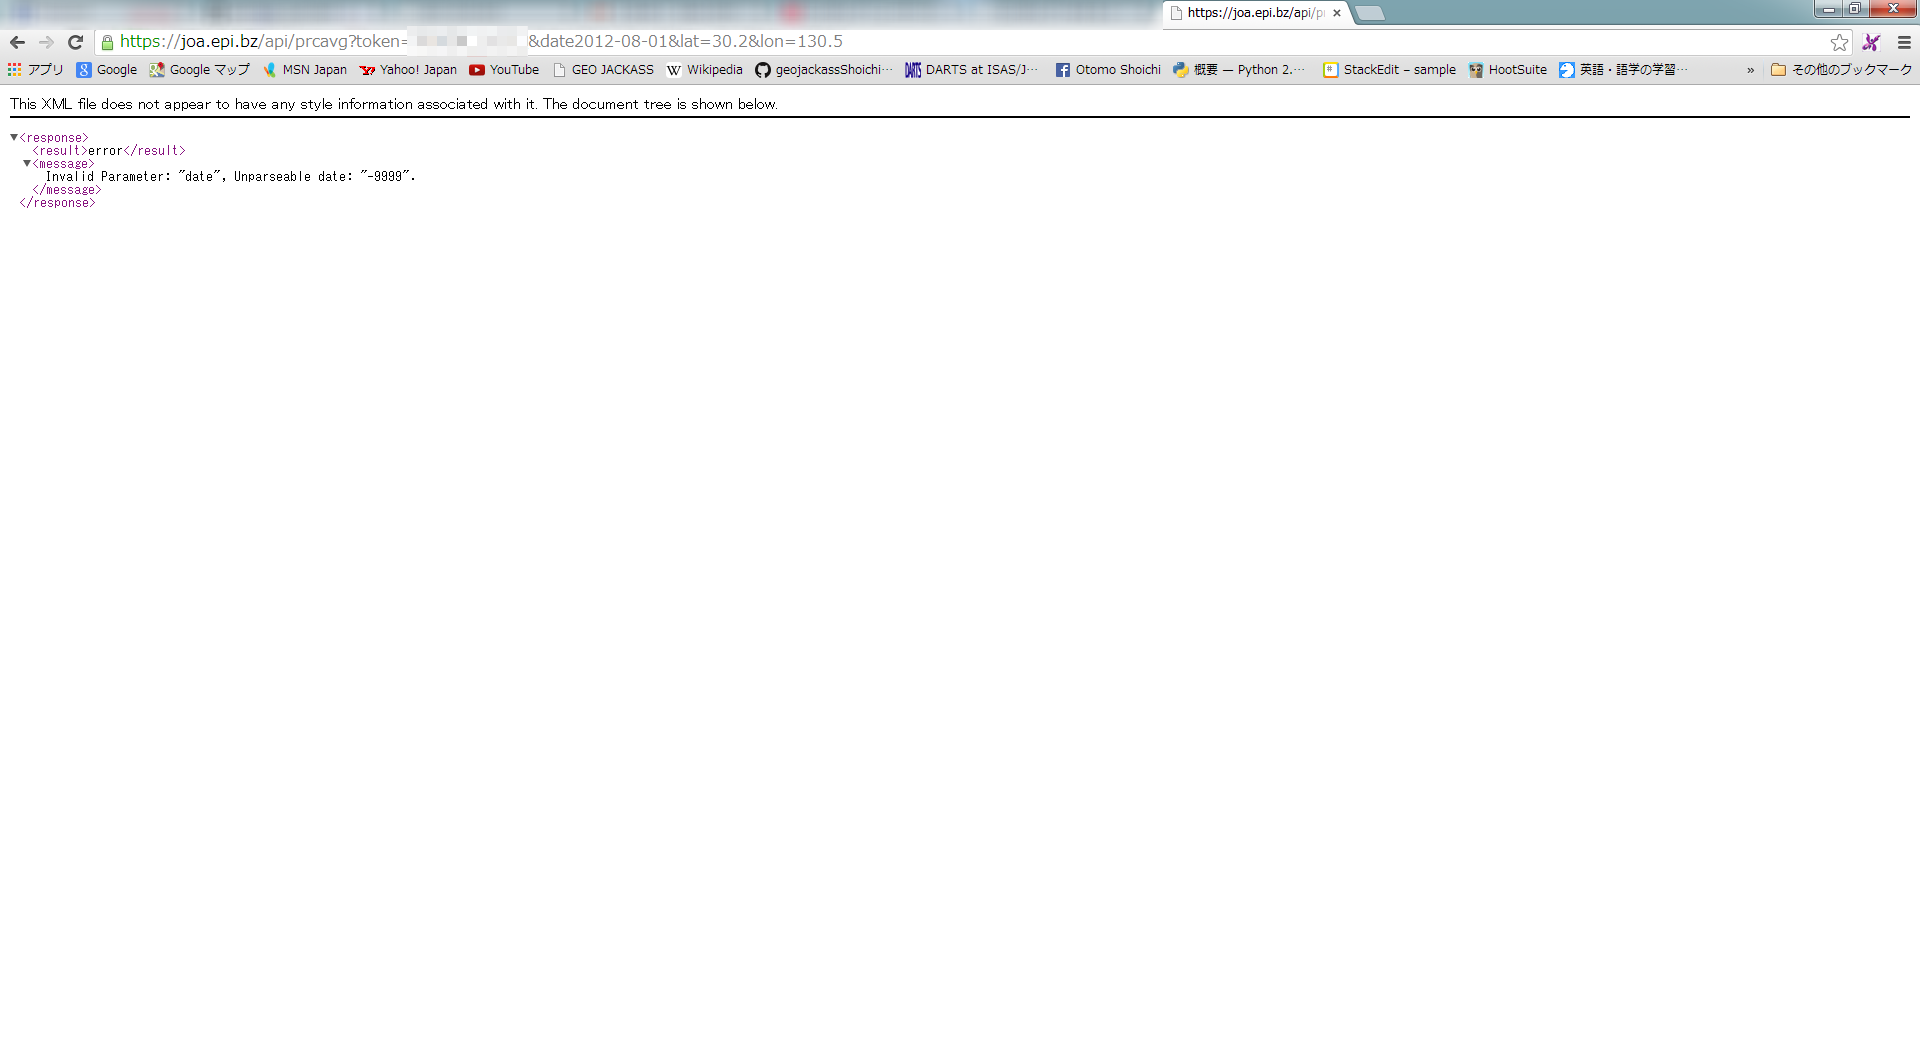 https://joa.epi.bz/api/pr
https://joa.epi.bz/api/prcavg?token= &date2012-08-01&lat=30.2&lon=130.5
アプリ Google Google マップ MSN Japan Yahoo! Japan YouTube GEO JACKASS Wikipedia geojackassShoichi… DARTS at ISAS/J… Otomo Shoichi 概要 — Python 2.… StackEdit – sample HootSuite 英語・語学の学習… » その他のブックマーク
This XML file does not appear to have any style information associated with it. The document tree is shown below.
▼<response>
<result>error</result>
▼<message>
Invalid Parameter: "date", Unparseable date: "-9999".
</message>
</response>